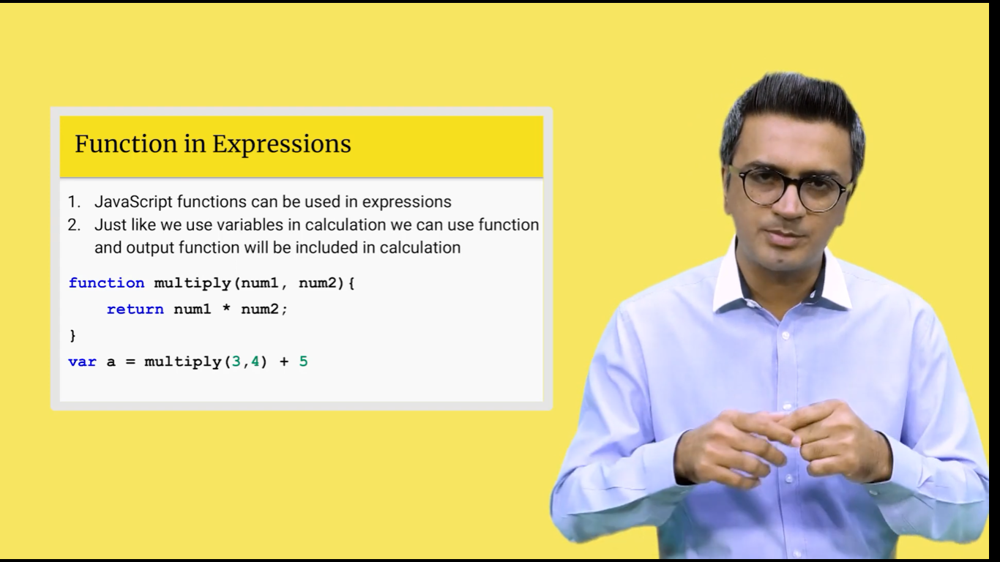 Function in Expressions
1. JavaScript functions can be used in expressions
2. Just like we use variables in calculation we can use function
and output function will be included in calculation
function multiply(num1, num2){
return num1 * num2;
}
var a = multiply(3,4) + 5